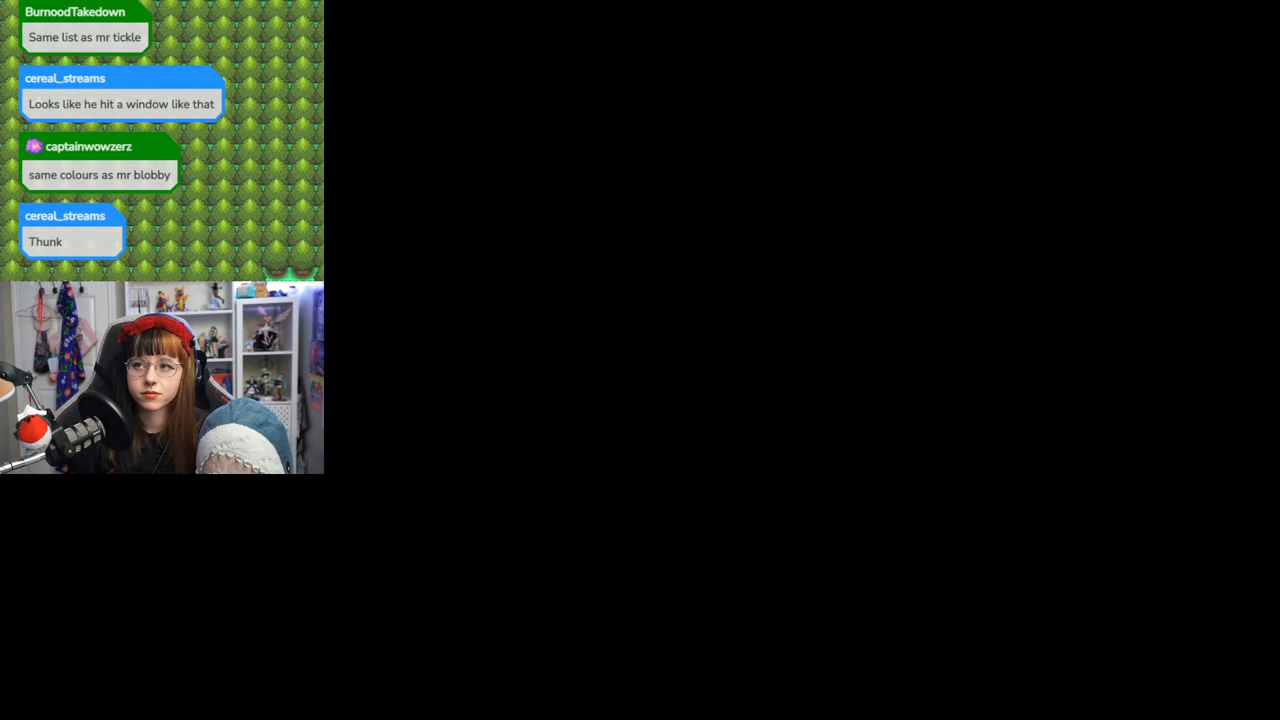 BurnoodTakedown
Same list as mr tickle
cereal_streams
Looks like he hit a window like that
captainwowzerz
same colours as mr blobby
cereal_streams
Thunk